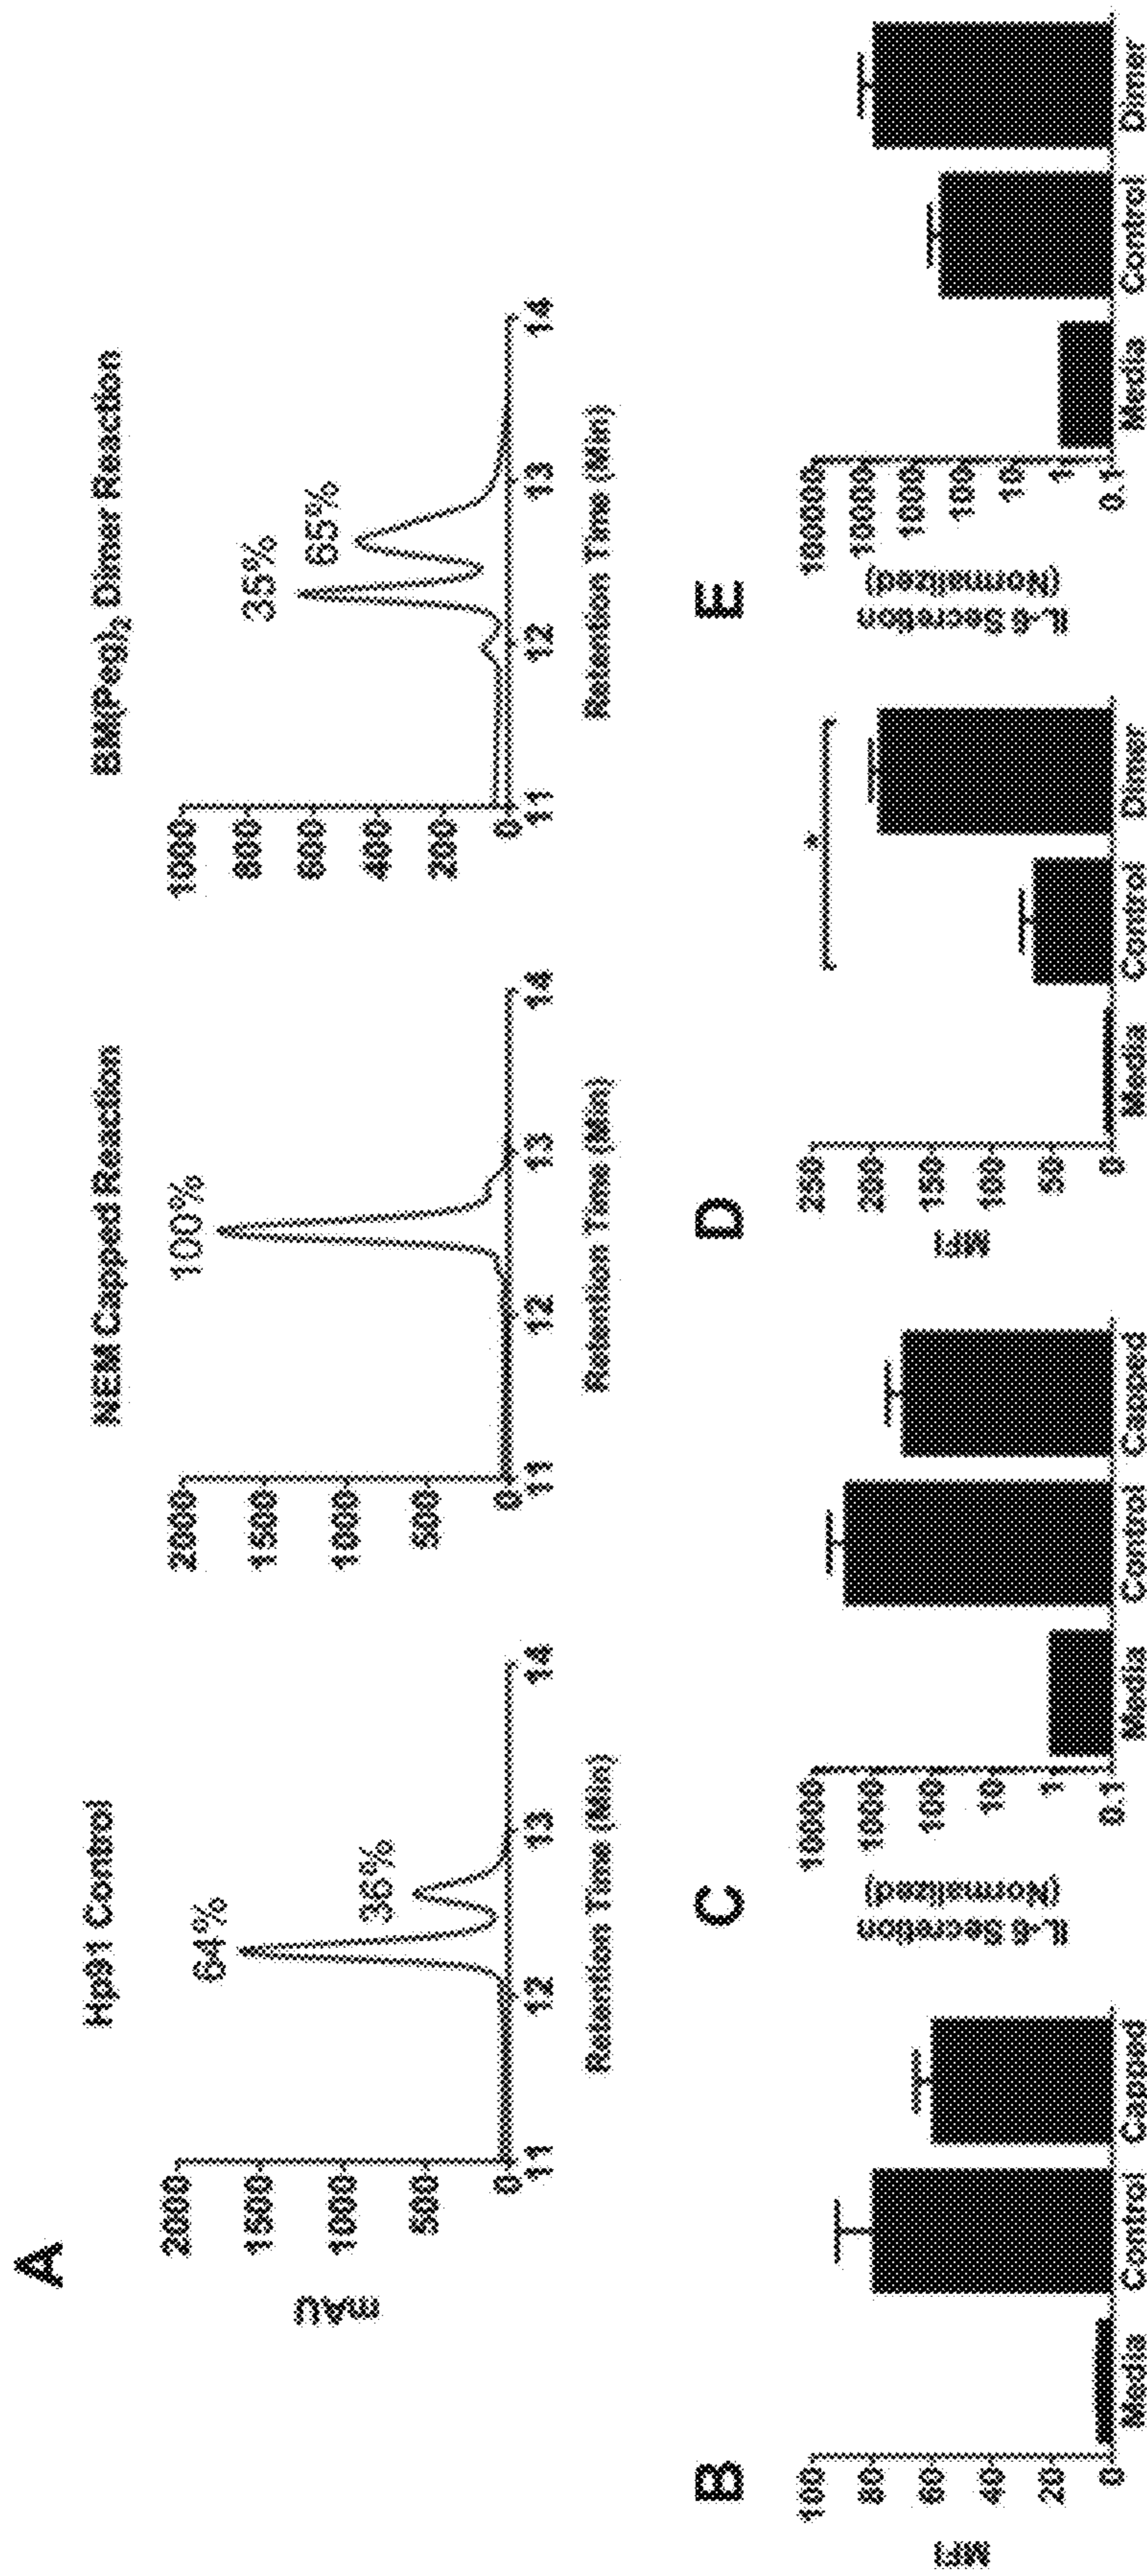 A
Hp91 Control
NEM Capped Reaction
BM(Peg)₂ Dimer Reaction
mAU
2000
1500
1000
500
0
64%
36%
11
12
13
14
Retention Time (Min)
2000
1500
1000
500
0
100%
11
12
13
14
Retention Time (Min)
1000
800
600
400
200
0
35%
65%
11
12
13
14
Retention Time (Min)
B
MFI
100
80
60
40
20
0
Media
Control
Capped
C
IL-6 Secretion
(Normalized)
10000
1000
100
10
1
0.1
Media
Control
Capped
D
MFI
250
200
150
100
50
0
*
Media
Control
Dimer
E
IL-6 Secretion
(Normalized)
100000
10000
1000
100
10
1
0.1
Media
Control
Dimer